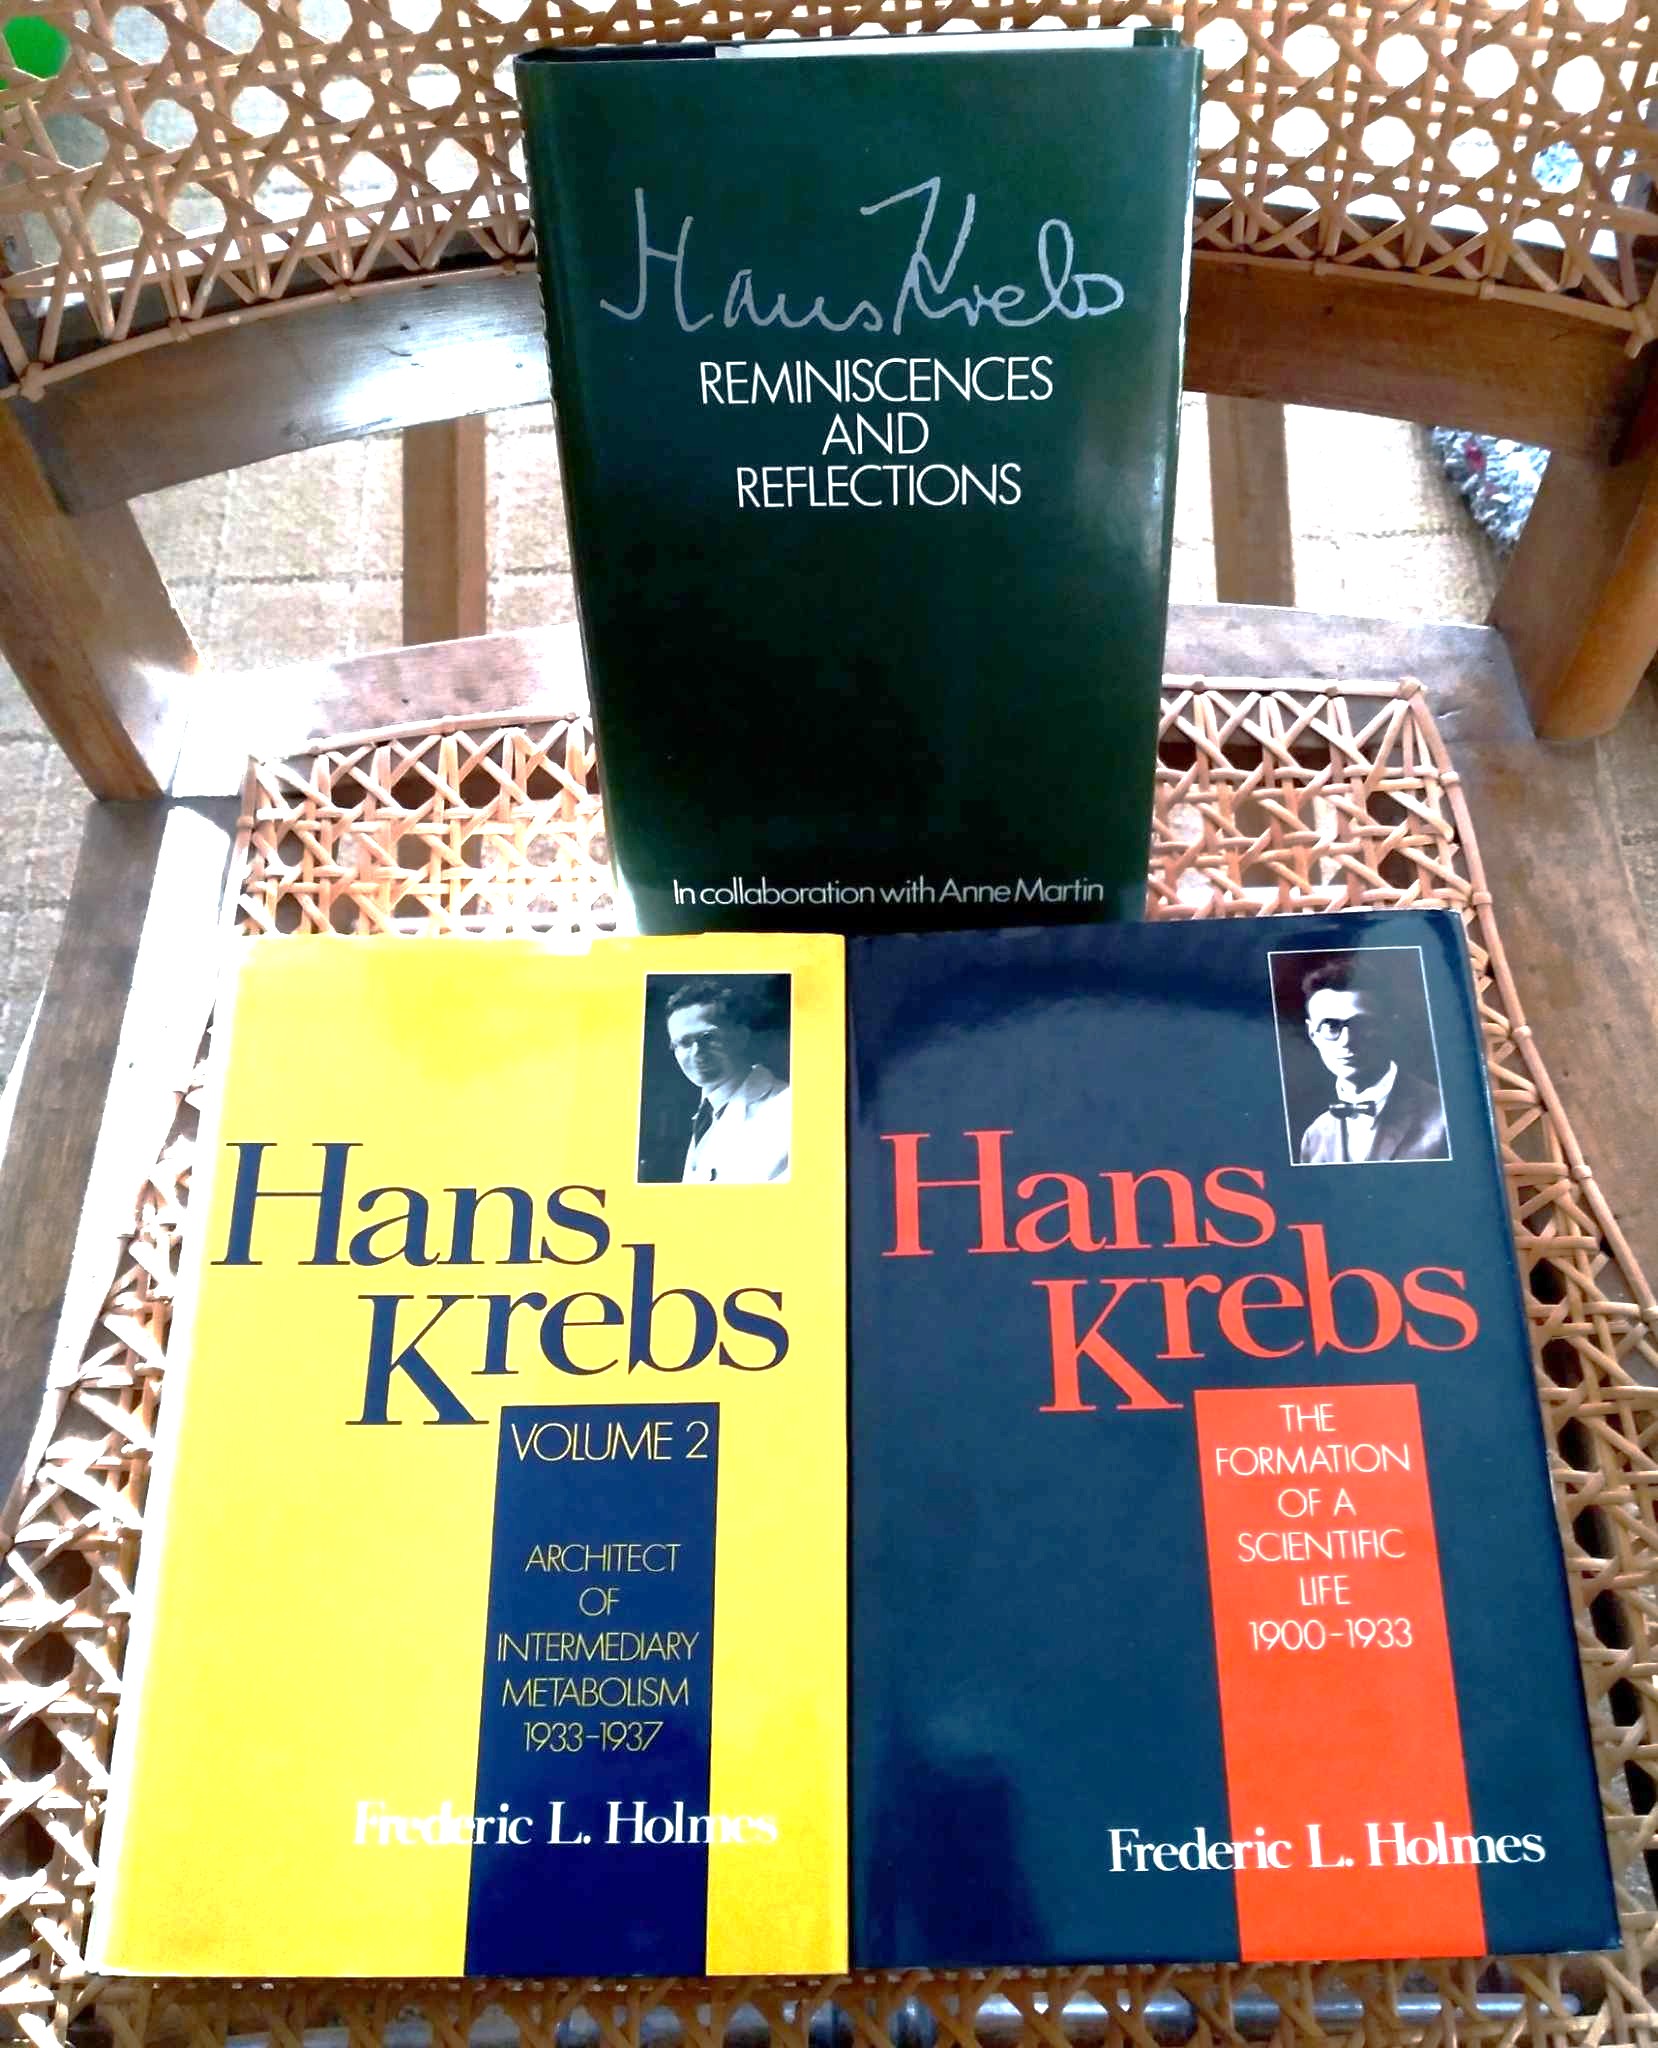 Hans Krebs
REMINISCENCES
AND
REFLECTIONS
In collaboration with Anne Martin
Hans
Krebs
VOLUME 2
ARCHITECT
OF
INTERMEDIARY
METABOLISM
1933-1937
Frederic L. Holmes
Hans
Krebs
THE
FORMATION
OF A
SCIENTIFIC
LIFE
1900-1933
Frederic L. Holmes